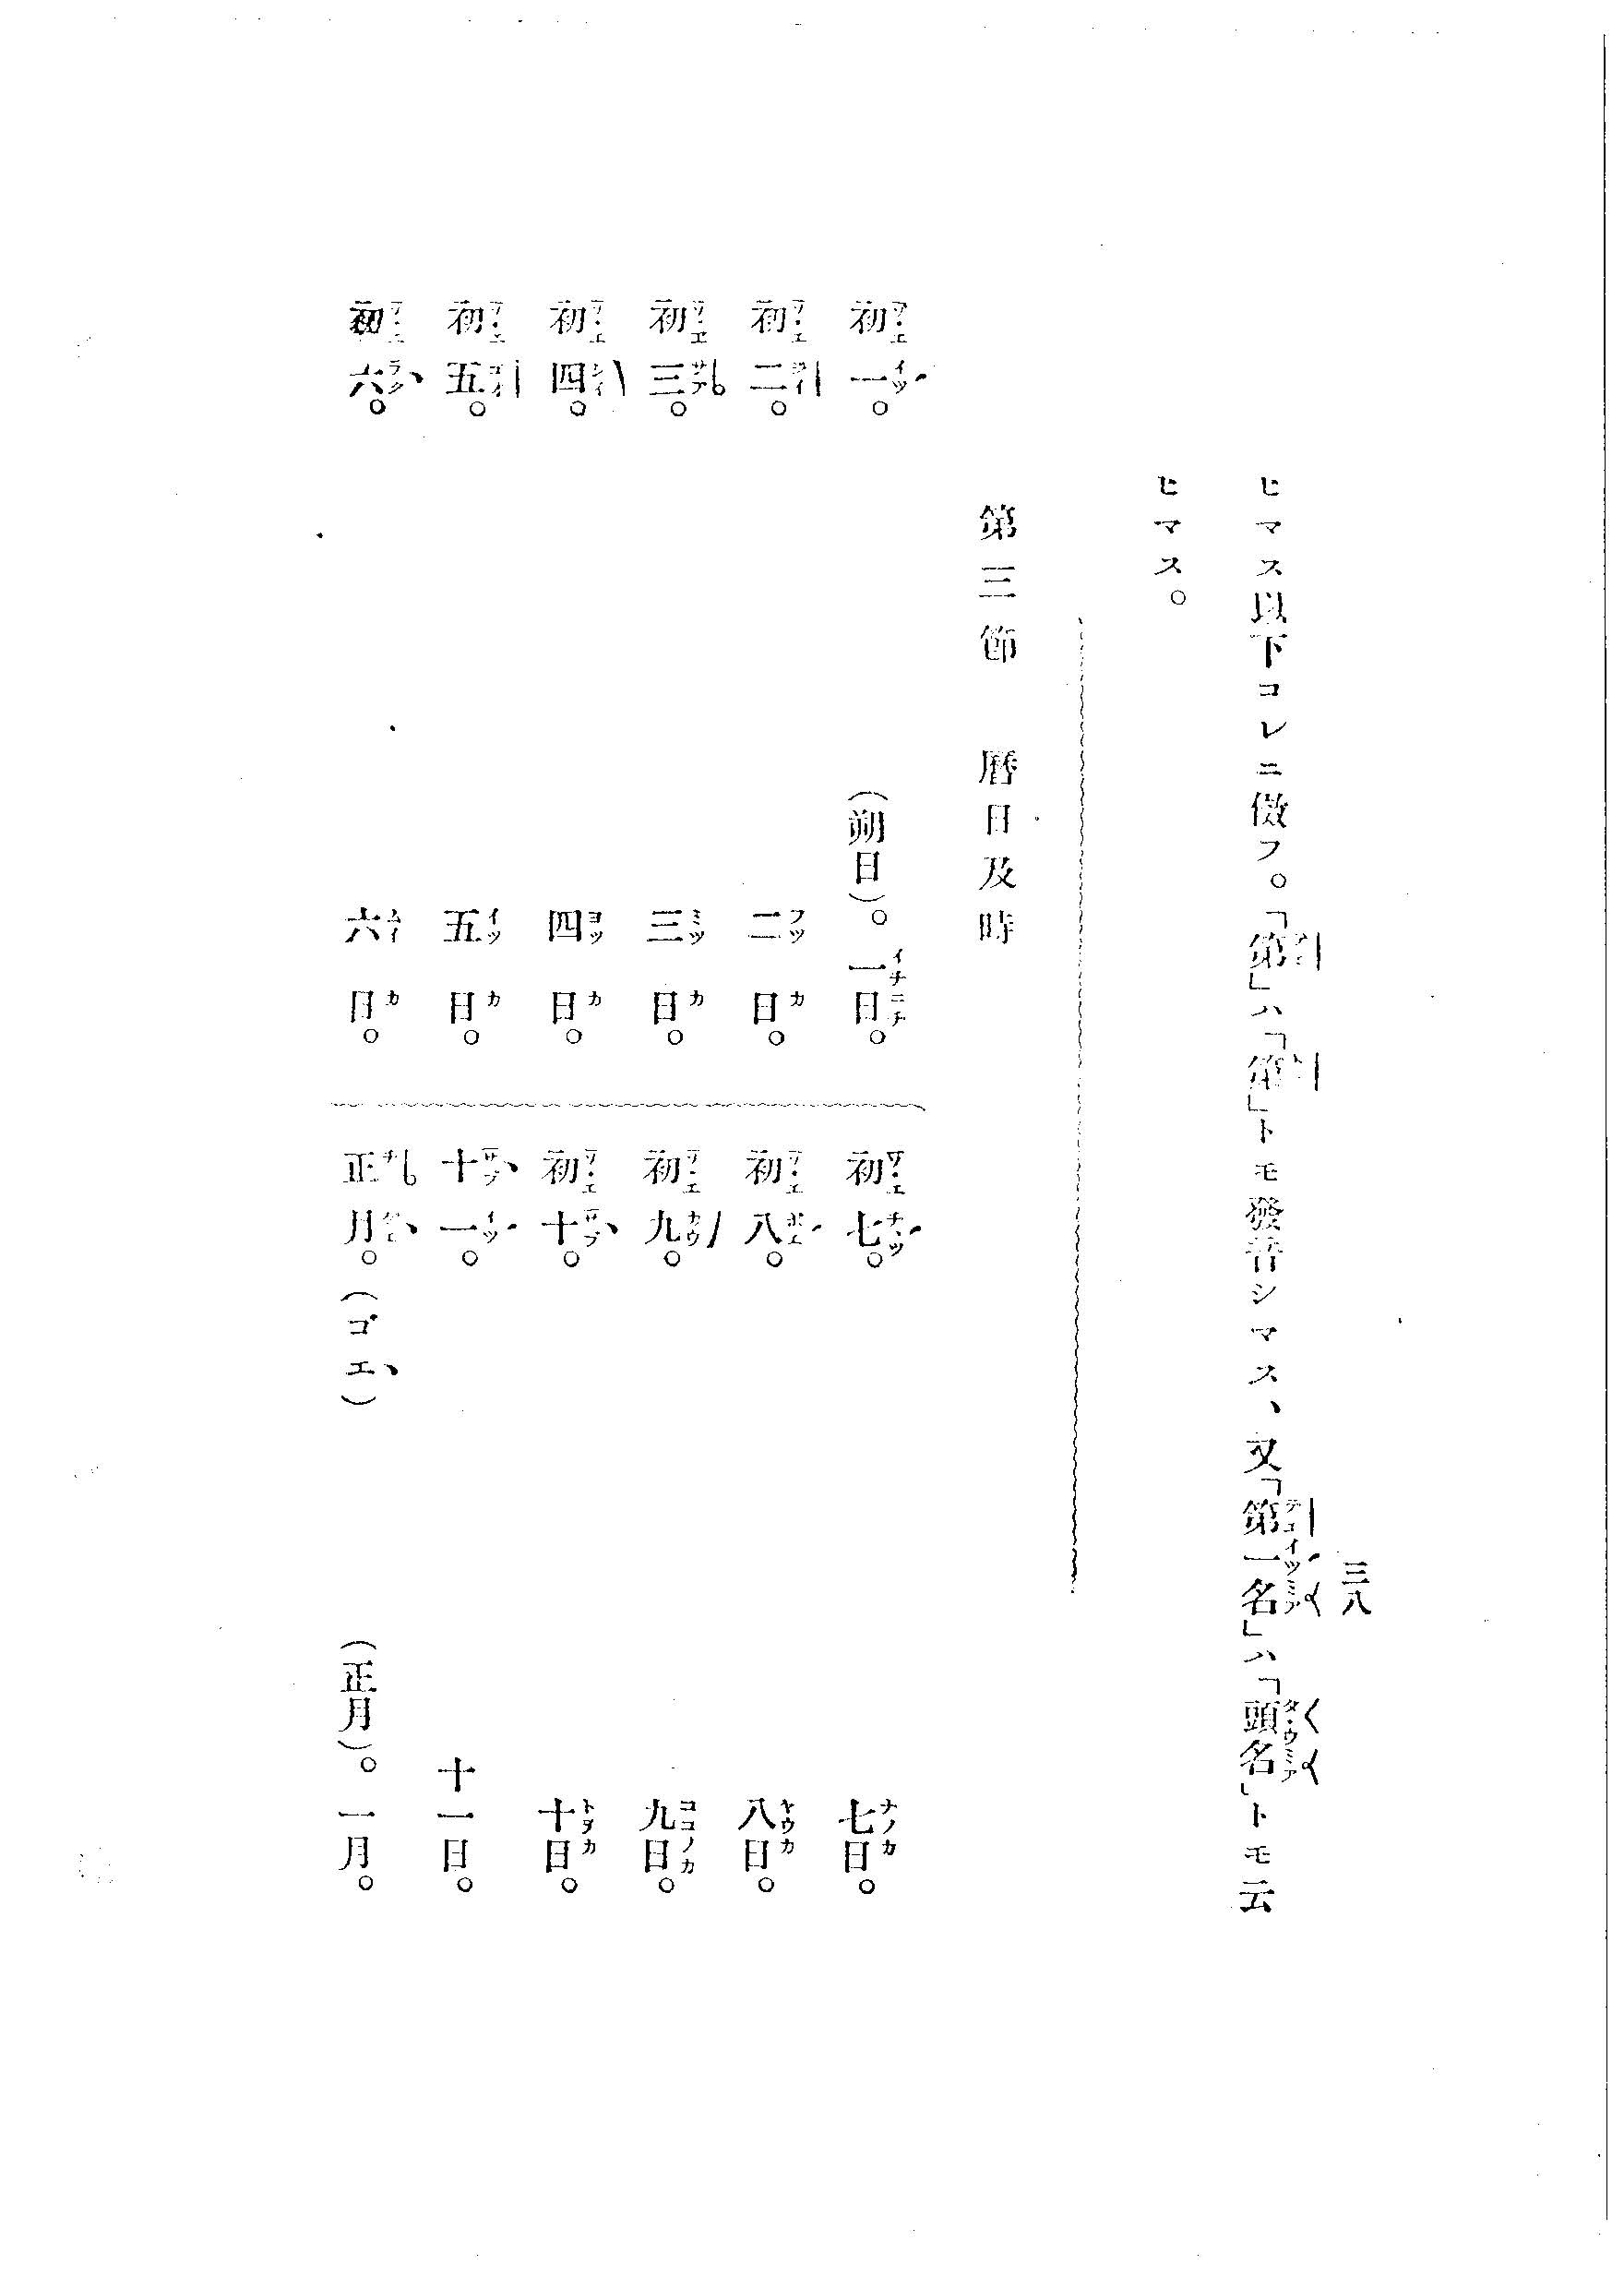 三八
ヒマス以下コレニ倣フ。「第」ハ「第」トモ發音シマス、又「第一名」ハ「頭名」トモ云
ヒマス。
第三節 曆日及時
初一。 (朔日)。一日。
初二。 二日。
初三。 三日。
初四。 四日。
初五。 五日。
初六。 六日。
初七。 七日。
初八。 八日。
初九。 九日。
初十。 十日。
十一。 十一日。
正月。(ゴエ、) (正月)。一月。